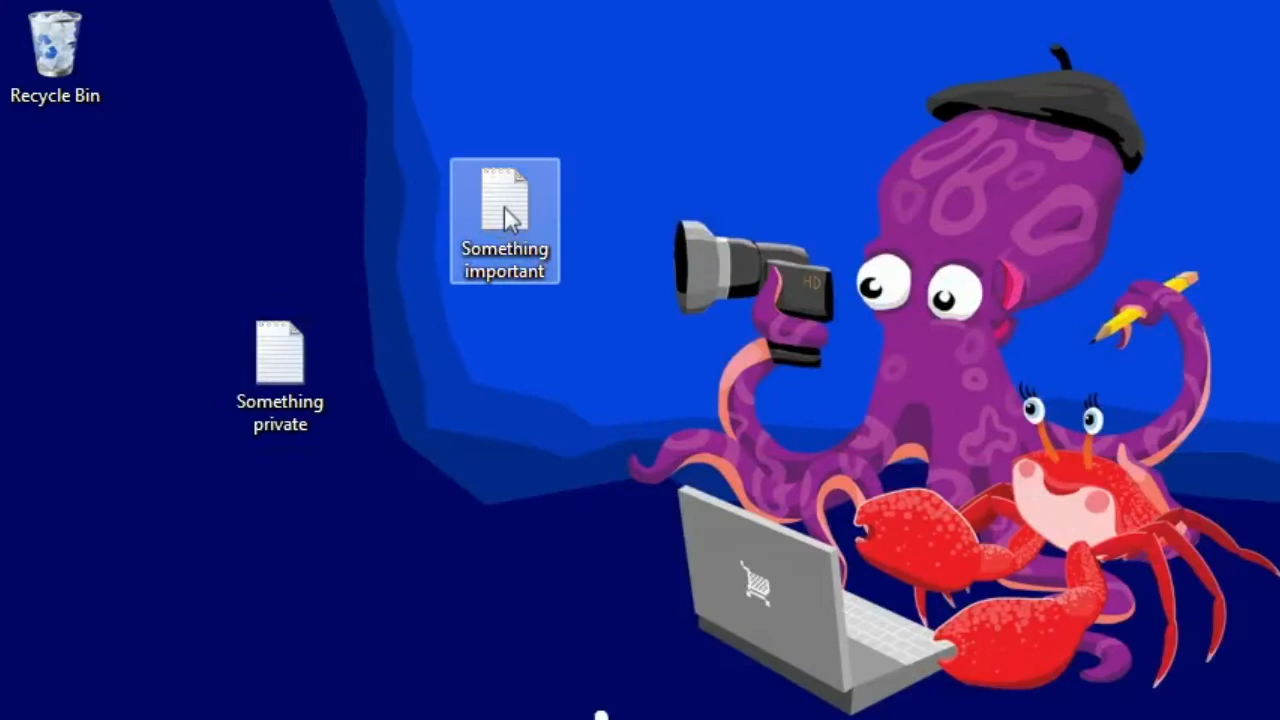 Recycle Bin
Something
important
HD
Something
private